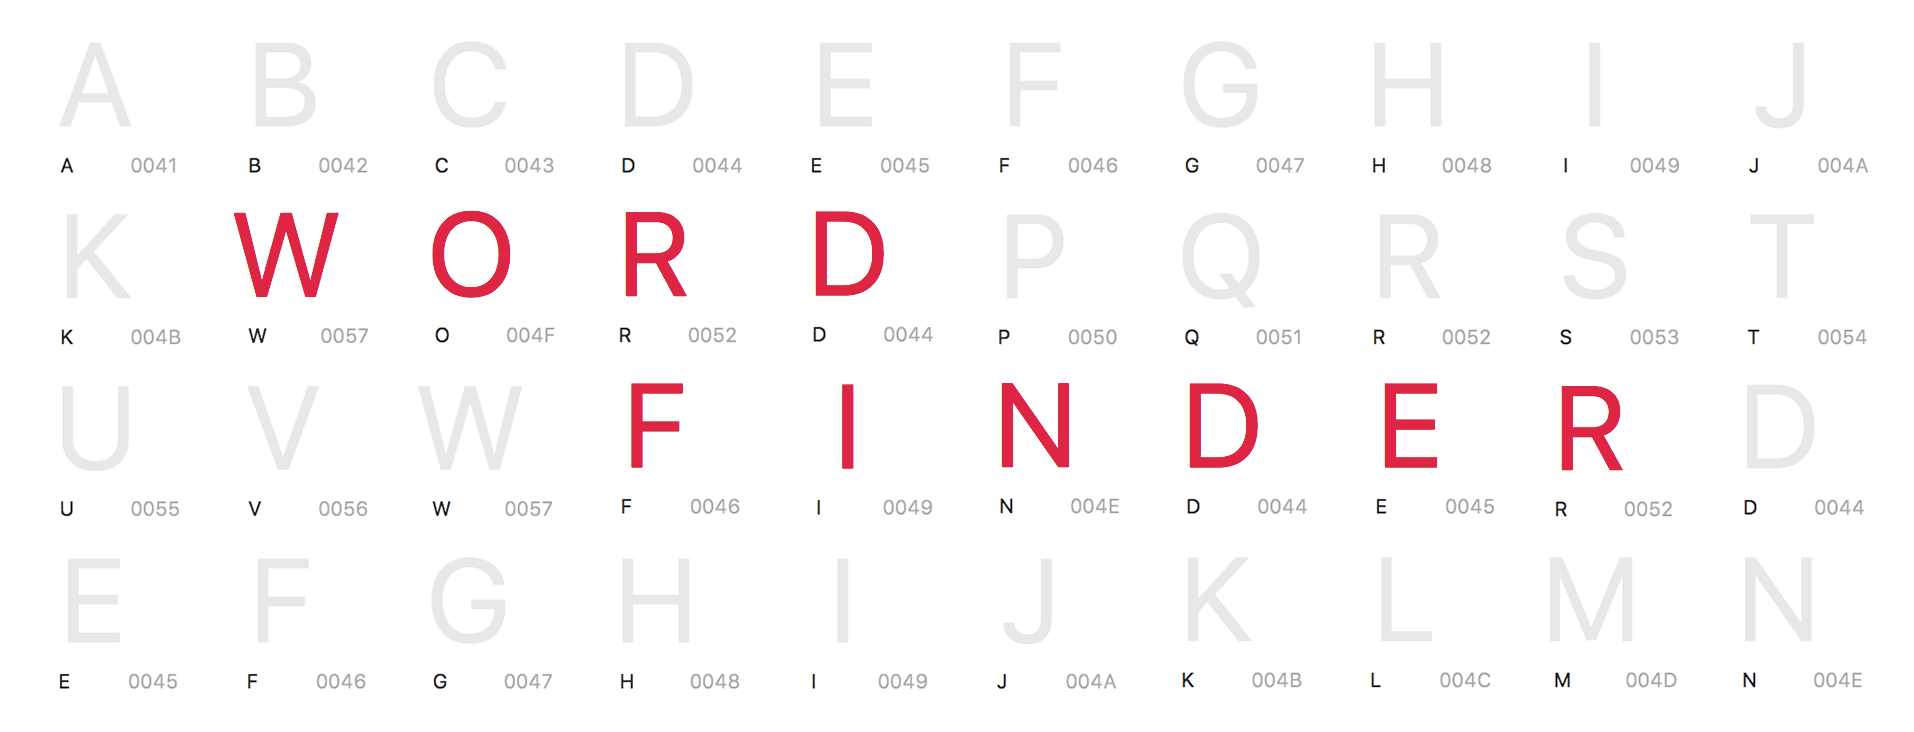 A B C D E F G H I J
A 0041 B 0042 C 0043 D 0044 E 0045 F 0046 G 0047 H 0048 I 0049 J 004A
K W O R D P Q R S T
K 004B W 0057 O 004F R 0052 D 0044 P 0050 Q 0051 R 0052 S 0053 T 0054
U V W F I N D E R D
U 0055 V 0056 W 0057 F 0046 I 0049 N 004E D 0044 E 0045 R 0052 D 0044
E F G H I J K L M N
E 0045 F 0046 G 0047 H 0048 I 0049 J 004A K 004B L 004C M 004D N 004E